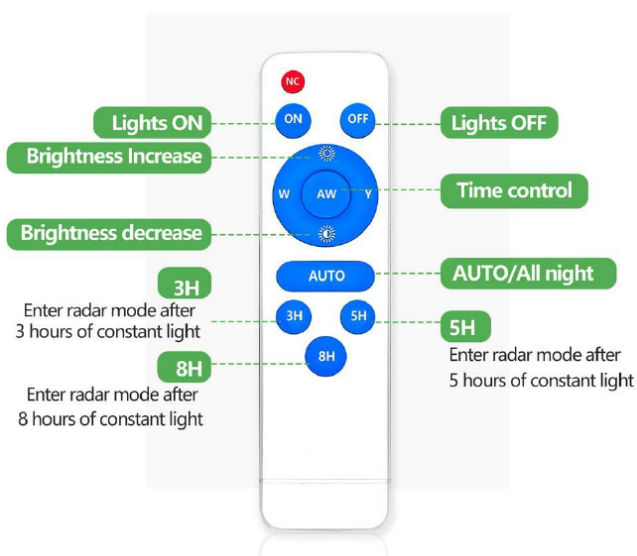 NC
Lights ON
ON
OFF
Lights OFF
Brightness Increase
W
AW
Y
Time control
Brightness decrease
AUTO
AUTO/All night
3H
Enter radar mode after
3 hours of constant light
3H
5H
5H
Enter radar mode after
5 hours of constant light
8H
8H
Enter radar mode after
8 hours of constant light